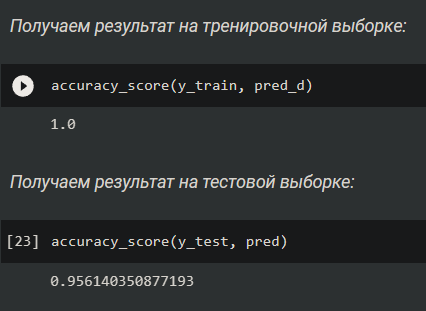 Получаем результат на тренировочной выборке:
accuracy_score(y_train, pred_d)
1.0
Получаем результат на тестовой выборке:
[23] accuracy_score(y_test, pred)
0.956140350877193